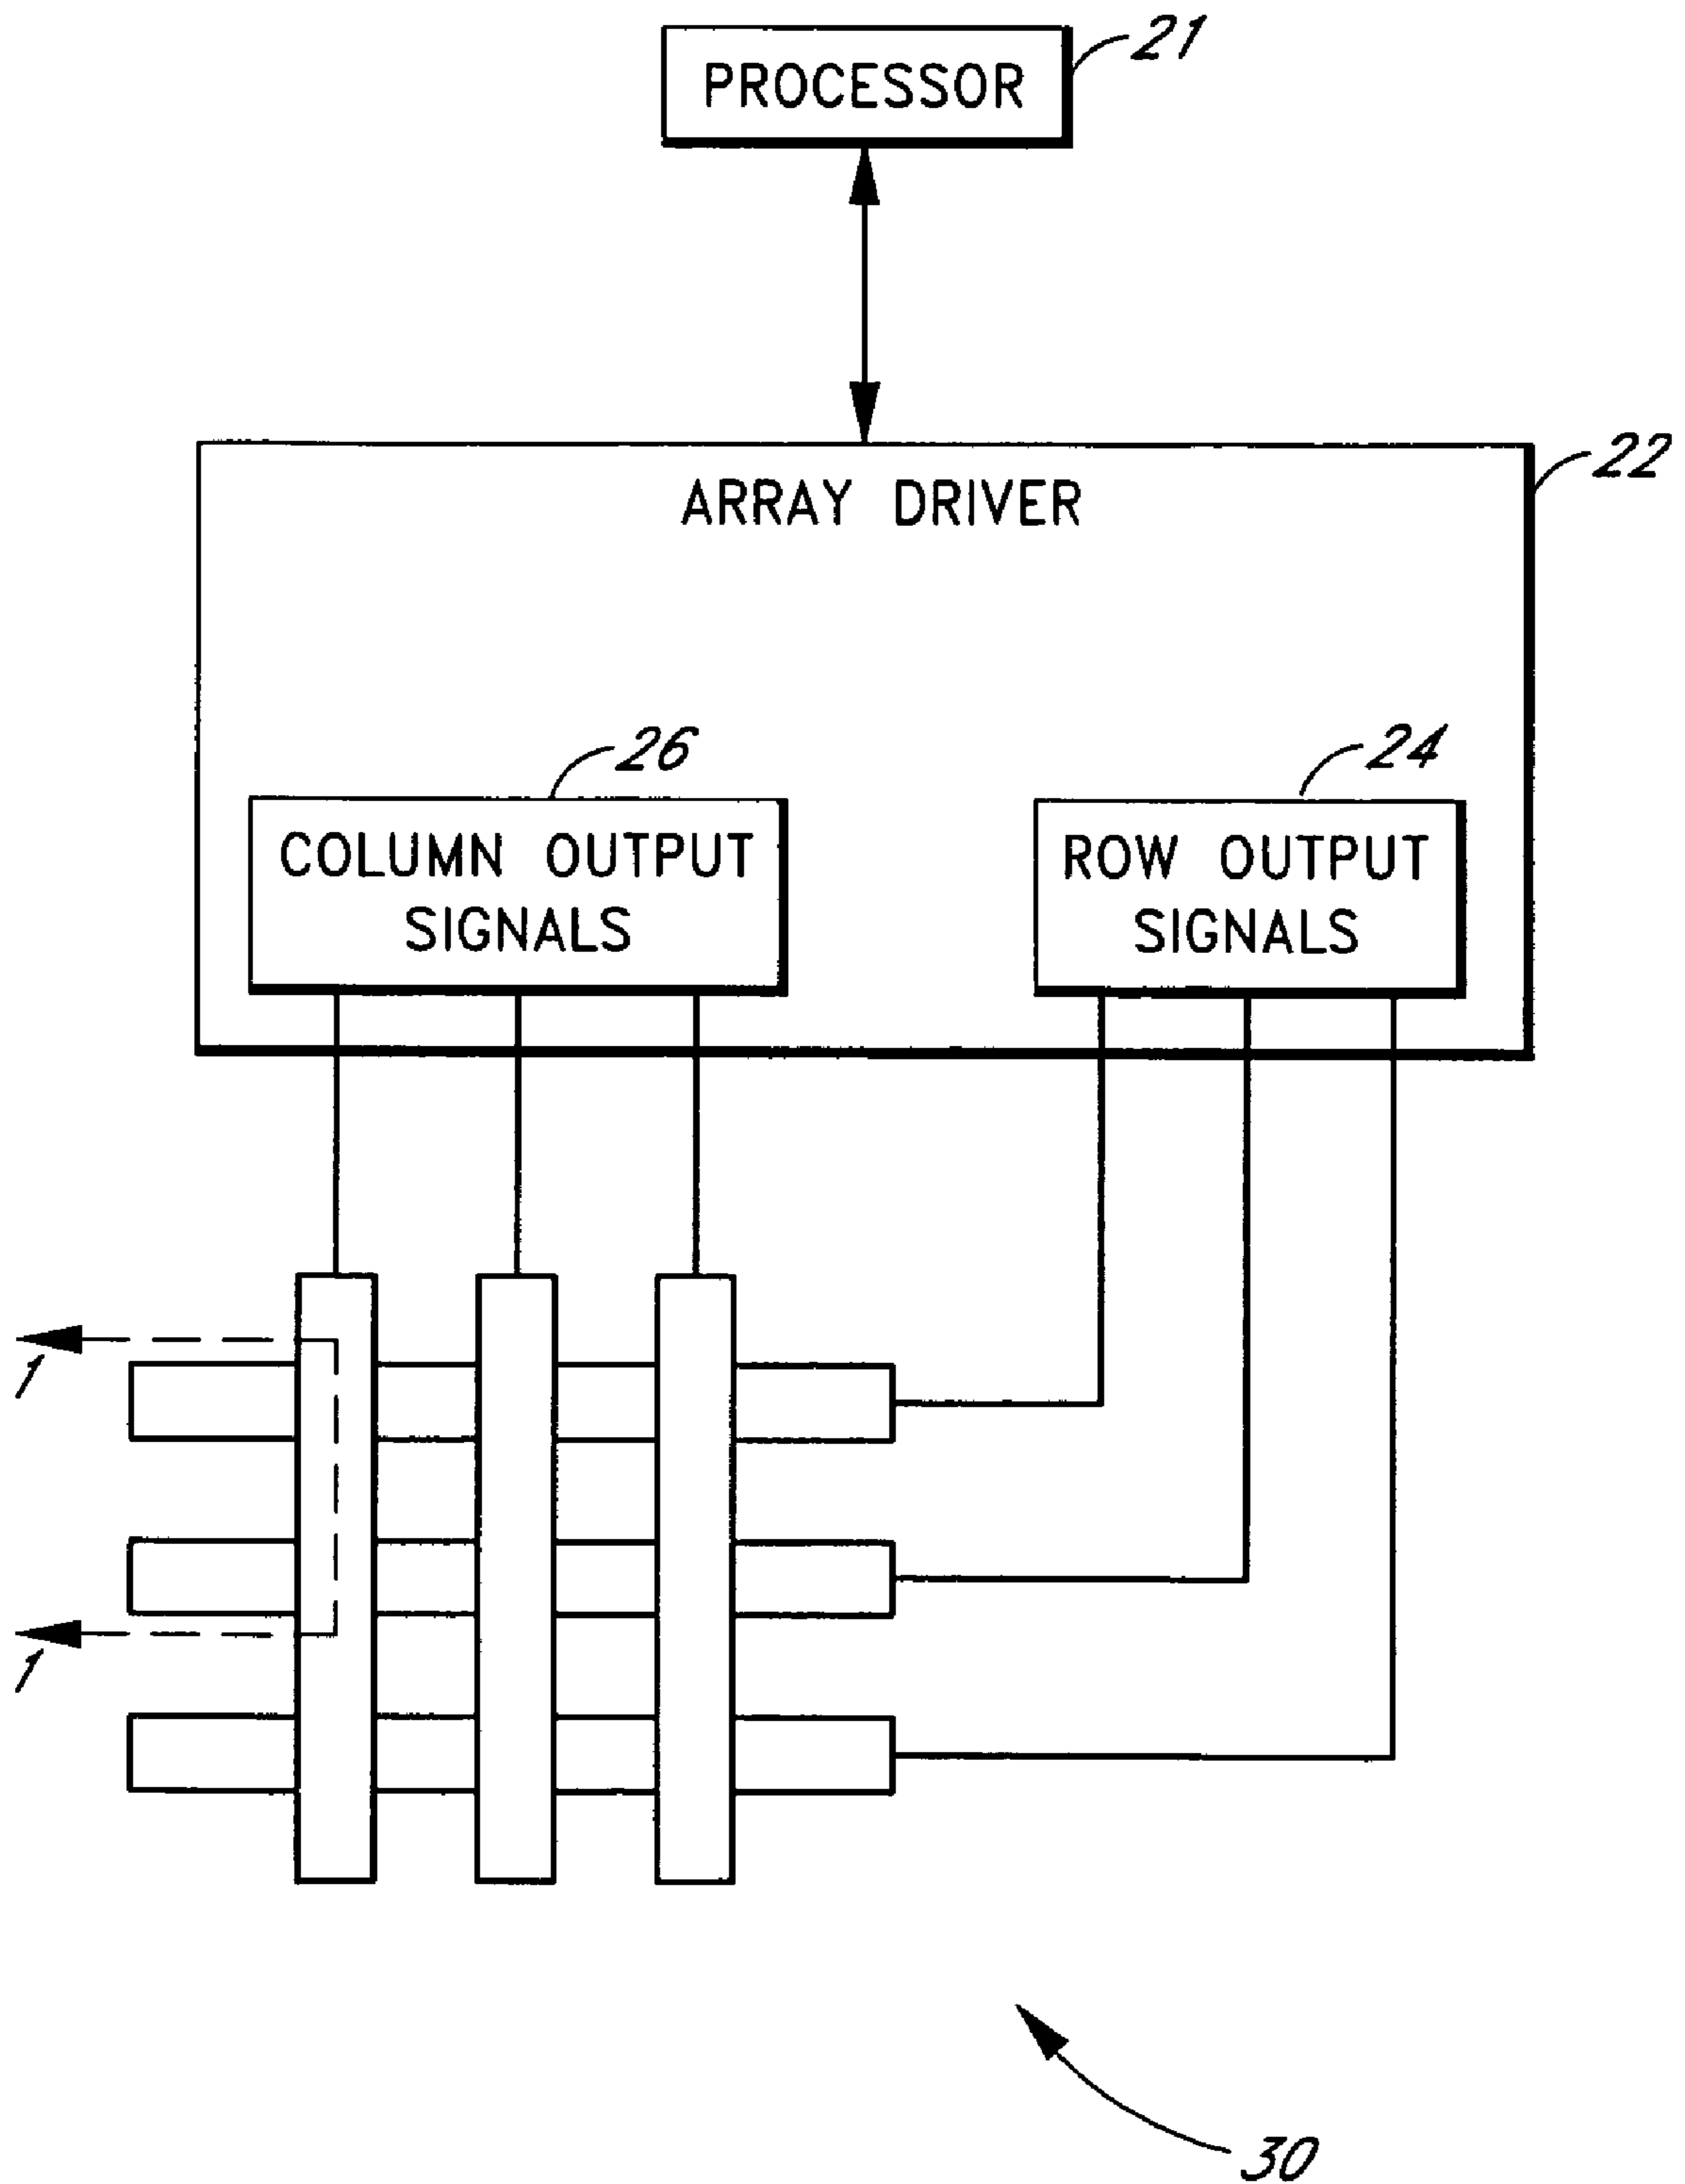 21
PROCESSOR
22
ARRAY DRIVER
26
24
COLUMN OUTPUT
SIGNALS
ROW OUTPUT
SIGNALS
1
1
30